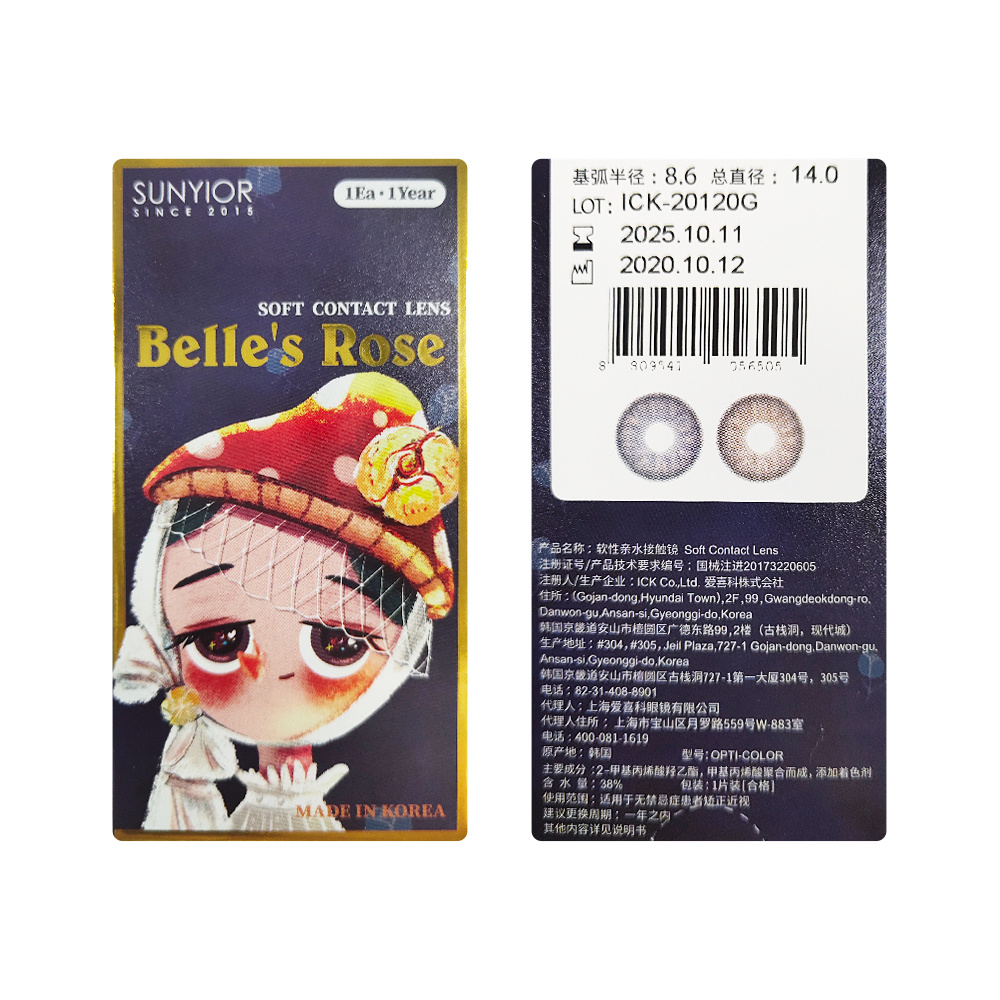 SUNYIOR
SINCE 2015
1Ea·1Year
SOFT CONTACT LENS
Belle's Rose
MADE IN KOREA
基弧半径：8.6 总直径：14.0
LOT: ICK-20120G
2025.10.11
2020.10.12
8 809541 056505
产品名称：软性亲水接触镜 Soft Contact Lens
注册证号/产品技术要求编号：国械注进20173220605
注册人/生产企业：ICK Co.,Ltd. 爱喜科株式会社
住所：(Gojan-dong,Hyundai Town),2F,99,Gwangdeokdong-ro,
Danwon-gu,Ansan-si,Gyeonggi-do,Korea
韩国京畿道安山市檀圆区广德东路99,2楼（古栈洞，现代城）
生产地址：#304,#305,Jeil Plaza,727-1 Gojan-dong,Danwon-gu,
Ansan-si,Gyeonggi-do,Korea
韩国京畿道安山市檀圆区古栈洞727-1第一大厦304号，305号
电话：82-31-408-8901
代理人：上海爱喜科眼镜有限公司
代理人住所：上海市宝山区月罗路559号W-883室
电话：400-081-1619
原产地：韩国 型号：OPTI-COLOR
主要成分：2-甲基丙烯酸羟乙酯，甲基丙烯酸聚合而成，添加着色剂
含水量：38% 包装：1片装[合格]
使用范围：适用于无禁忌症患者矫正近视
建议更换周期：一年之内
其他内容详见说明书